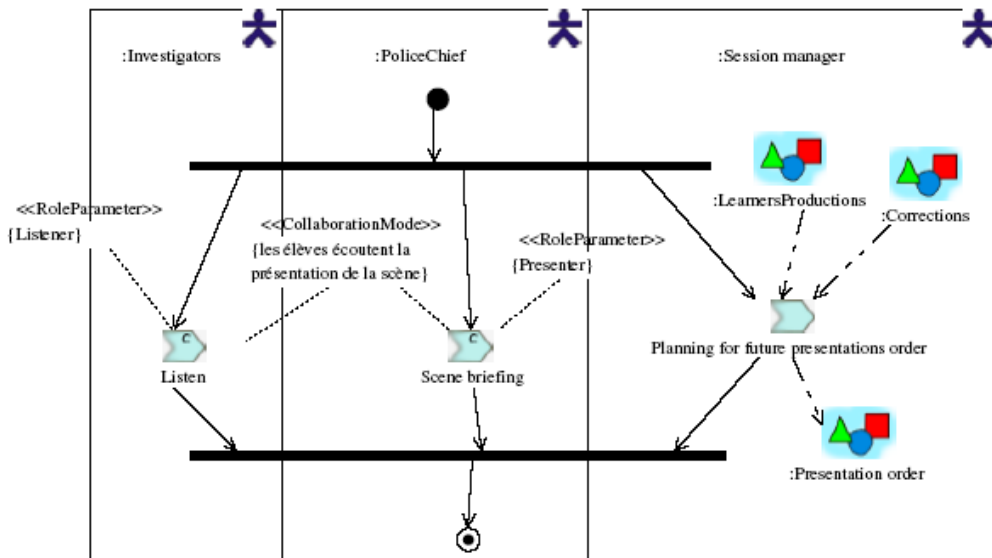 :Investigators
:PoliceChief
:Session manager
:LearnersProductions
:Corrections
<<RoleParameter>>
{Listener}
<<CollaborationMode>>
{les élèves écoutent la
présentation de la scène}
<<RoleParameter>>
{Presenter}
C
Listen
C
Scene briefing
Planning for future presentations order
:Presentation order